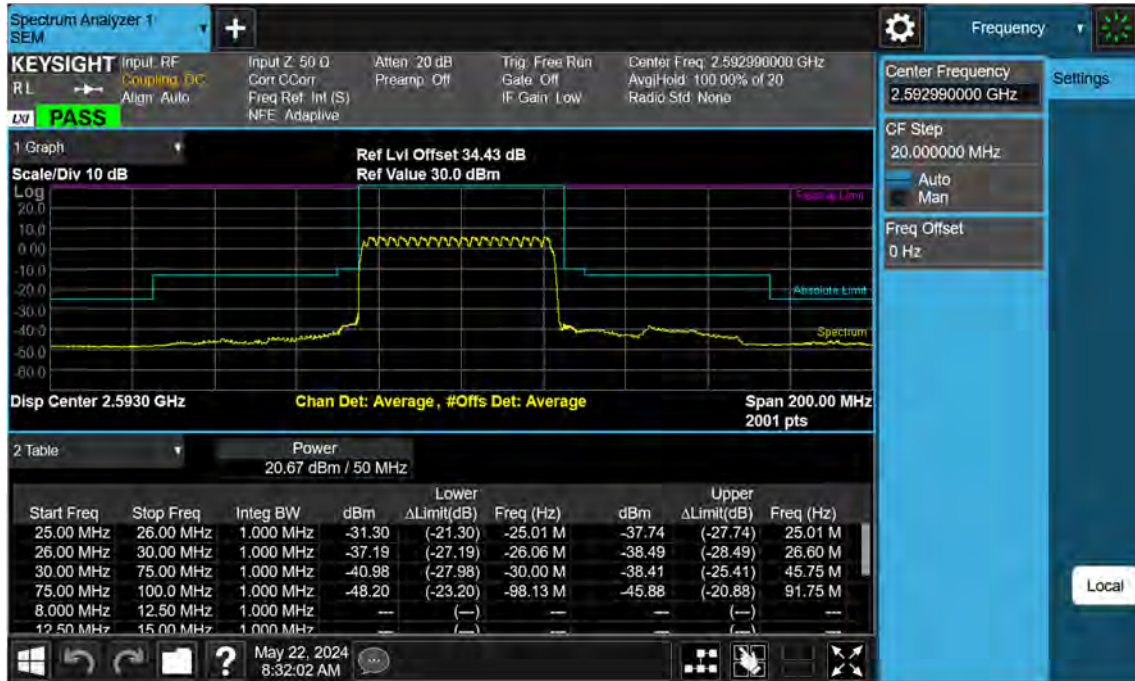 Spectrum Analyzer 1
SEM
Frequency
KEYSIGHT
R L
LXI
PASS
Input: RF
Coupling: DC
Align: Auto
Input Z: 50 Ω
Corr CCorr
Freq Ref: Int (S)
NFE: Adaptive
Atten: 20 dB
Preamp: Off
Trig: Free Run
Gate: Off
IF Gain: Low
Center Freq: 2.592990000 GHz
Avg|Hold: 100.00% of 20
Radio Std: None
Center Frequency
2.592990000 GHz
Settings
CF Step
20.000000 MHz
Auto
Man
Freq Offset
0 Hz
1 Graph
Scale/Div 10 dB
Ref Lvl Offset 34.43 dB
Ref Value 30.0 dBm
Log
20.0
10.0
0.00
-10.0
-20.0
-30.0
-40.0
-50.0
-60.0
Absolute Limit
Spectrum
Disp Center 2.5930 GHz
Chan Det: Average, #Offs Det: Average
Span 200.00 MHz
2001 pts
2 Table
Power
20.67 dBm / 50 MHz
Lower Upper
Start Freq Stop Freq Integ BW dBm ΔLimit(dB) Freq (Hz) dBm ΔLimit(dB) Freq (Hz)
25.00 MHz 26.00 MHz 1.000 MHz -31.30 (-21.30) -25.01 M -37.74 (-27.74) 25.01 M
26.00 MHz 30.00 MHz 1.000 MHz -37.19 (-27.19) -26.06 M -38.49 (-28.49) 26.60 M
30.00 MHz 75.00 MHz 1.000 MHz -40.98 (-27.98) -30.00 M -38.41 (-25.41) 45.75 M
75.00 MHz 100.0 MHz 1.000 MHz -48.20 (-23.20) -98.13 M -45.88 (-20.88) 91.75 M
8.000 MHz 12.50 MHz 1.000 MHz --- (---) --- --- (---) ---
12.50 MHz 15.00 MHz 1.000 MHz --- (---) --- --- (---) ---
Local
May 22, 2024
8:32:02 AM